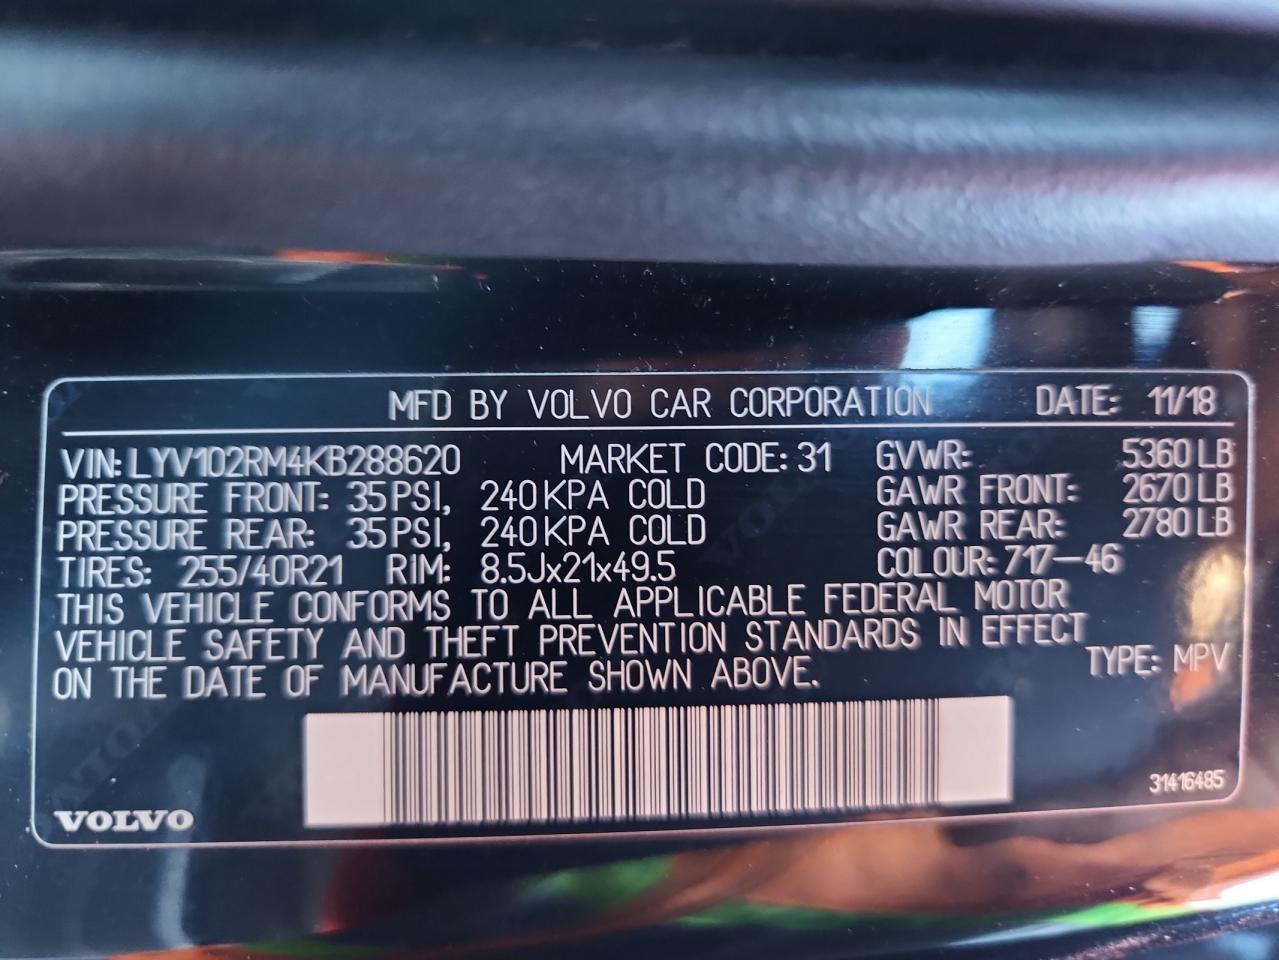 MFD BY VOLVO CAR CORPORATION DATE: 11/18
VIN: LYV102RM4KB288620 MARKET CODE: 31 GVWR: 5360 LB
PRESSURE FRONT: 35 PSI, 240 KPA COLD GAWR FRONT: 2670 LB
PRESSURE REAR: 35 PSI, 240 KPA COLD GAWR REAR: 2780 LB
TIRES: 255/40R21 RIM: 8.5Jx21x49.5 COLOUR: 717-46
THIS VEHICLE CONFORMS TO ALL APPLICABLE FEDERAL MOTOR
VEHICLE SAFETY AND THEFT PREVENTION STANDARDS IN EFFECT
ON THE DATE OF MANUFACTURE SHOWN ABOVE. TYPE: MPV
31416485
VOLVO